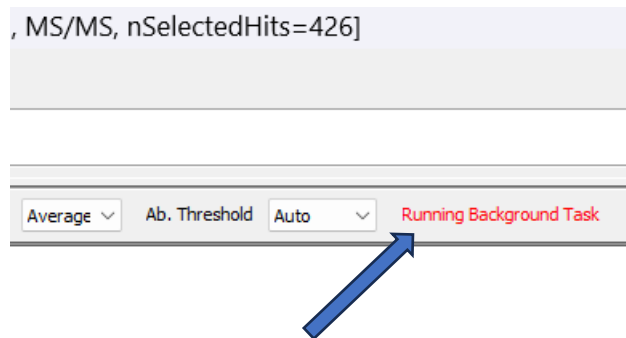 , MS/MS, nSelectedHits=426]
Average Ab. Threshold Auto Running Background Task